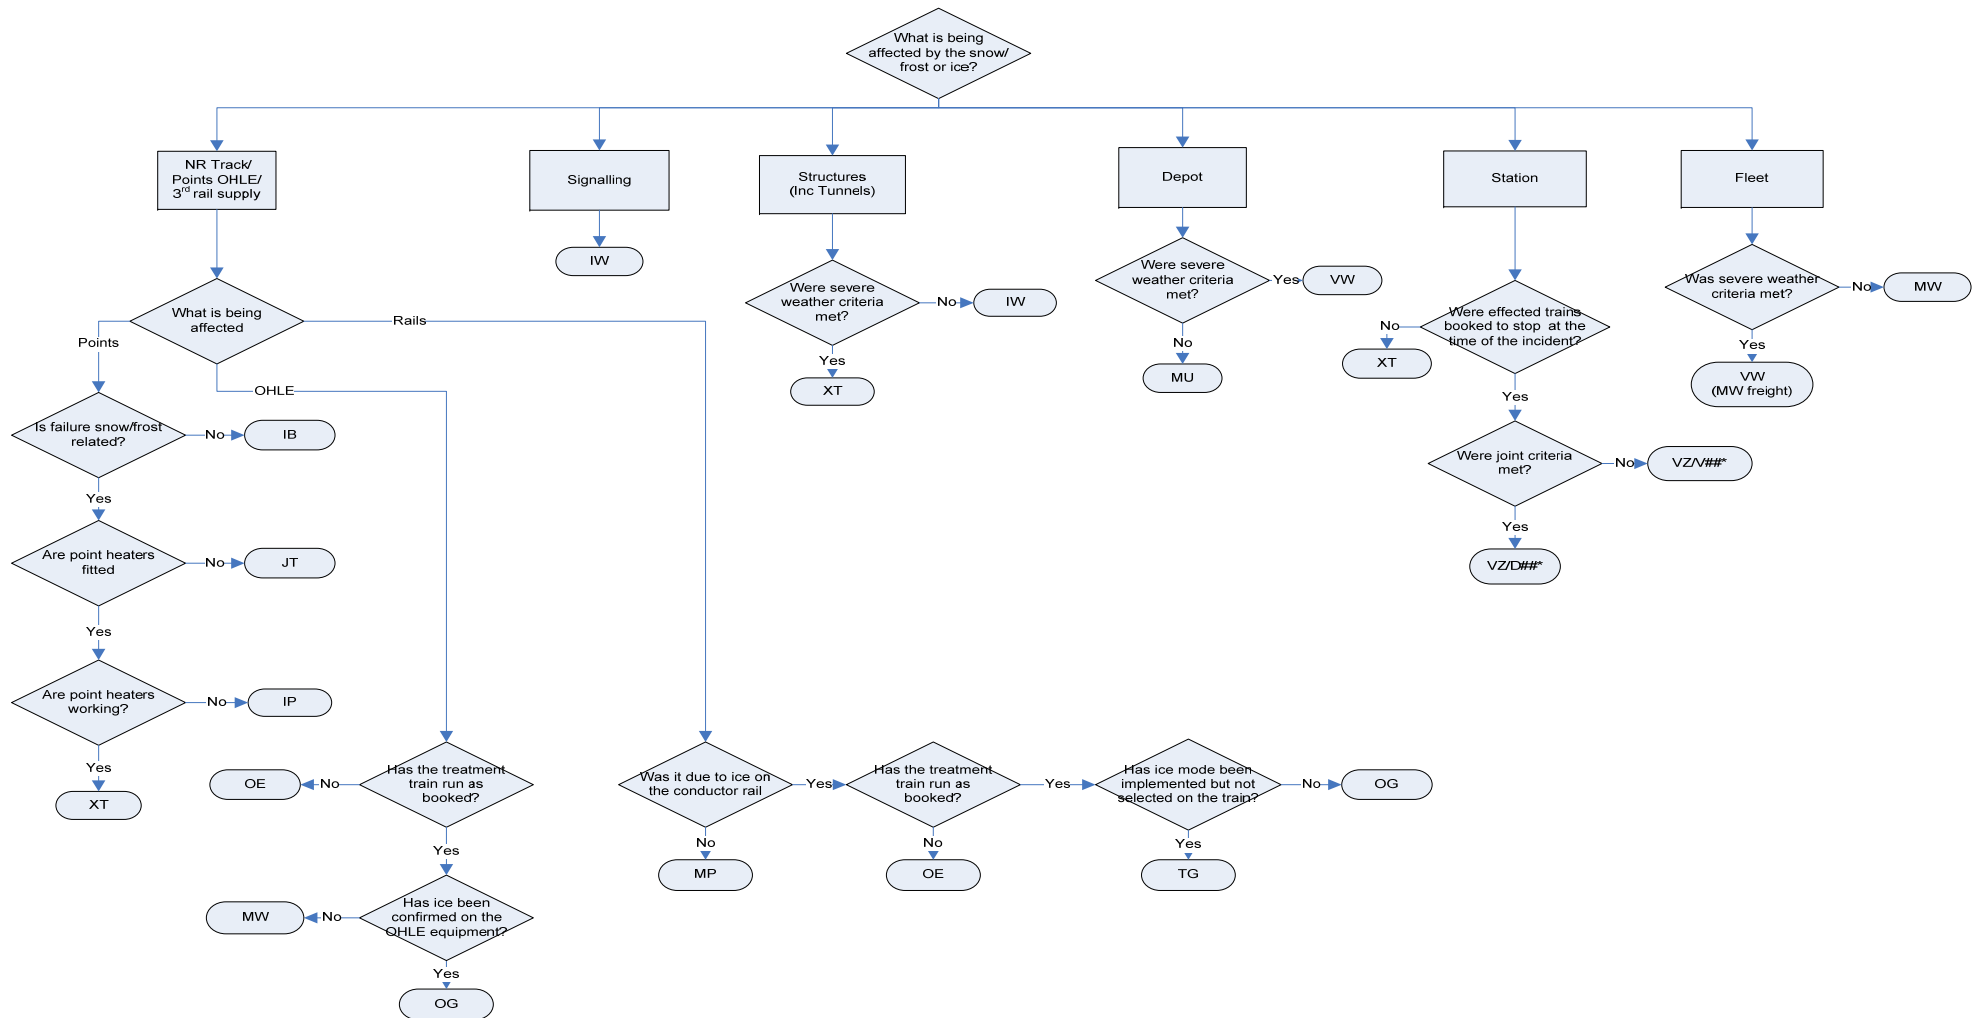 What is being
affected by the snow/
frost or ice?
NR Track/
Points OHLE/
3rd rail supply
Signalling
Structures
(Inc Tunnels)
Depot
Station
Fleet
IW
What is being
affected
Points
Rails
OHLE
Were severe
weather criteria
met?
No
IW
Yes
XT
Were severe
weather criteria
met?
Yes
VW
No
MU
Were effected trains
booked to stop at the
time of the incident?
No
XT
Yes
Were joint criteria
met?
No
VZ/V##*
Yes
VZ/D##*
Was severe weather
criteria met?
No
MW
Yes
VW
(MW freight)
Is failure snow/frost
related?
No
IB
Yes
Are point heaters
fitted
No
JT
Yes
Are point heaters
working?
No
IP
Yes
XT
Has the treatment
train run as
booked?
No
OE
Yes
Has ice been
confirmed on the
OHLE equipment?
No
MW
Yes
OG
Was it due to ice on
the conductor rail
No
MP
Yes
Has the treatment
train run as
booked?
No
OE
Yes
Has ice mode been
implemented but not
selected on the train?
No
OG
Yes
TG